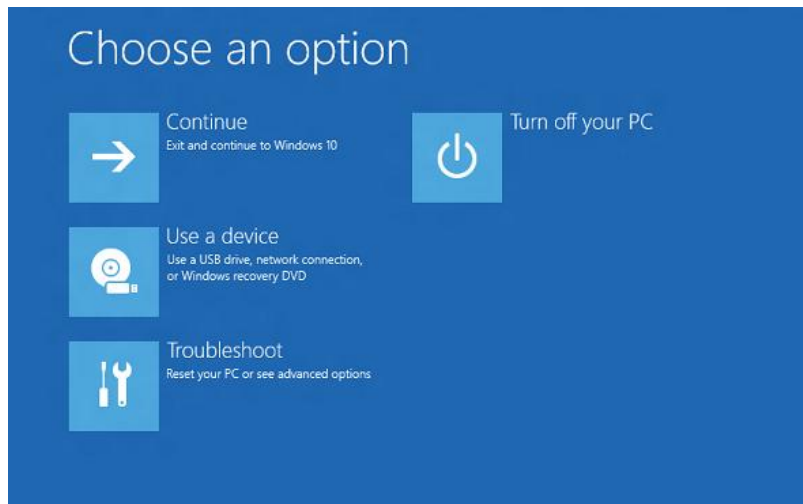 Choose an option
Continue
Exit and continue to Windows 10
Turn off your PC
Use a device
Use a USB drive, network connection,
or Windows recovery DVD
Troubleshoot
Reset your PC or see advanced options